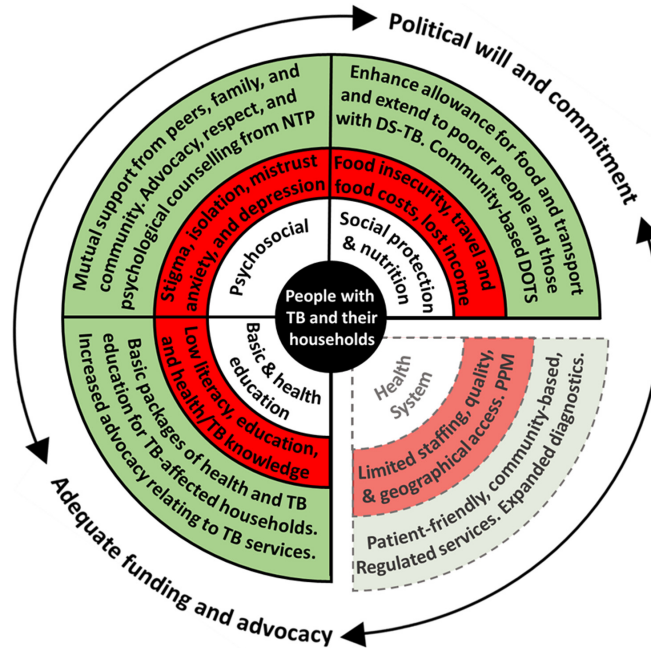 Political will and commitment
Mutual support from peers, family, and
community. Advocacy, respect, and
psychological counselling from NTP
Stigma, isolation, mistrust
anxiety, and depression
Psychosocial
Enhance allowance for food and transport
and extend to poorer people and those
with DS-TB. Community-based DOTS
Food insecurity, travel and
food costs, lost income
Social protection
& nutrition
People with
TB and their
households
Basic & health
education
Low literacy, education,
and health/TB knowledge
Basic packages of health and TB
education for TB-affected households.
Increased advocacy relating to TB services.
Health
System
Limited staffing, quality,
& geographical access. PPM
Patient-friendly, community-based,
Regulated services. Expanded diagnostics.
Adequate funding and advocacy